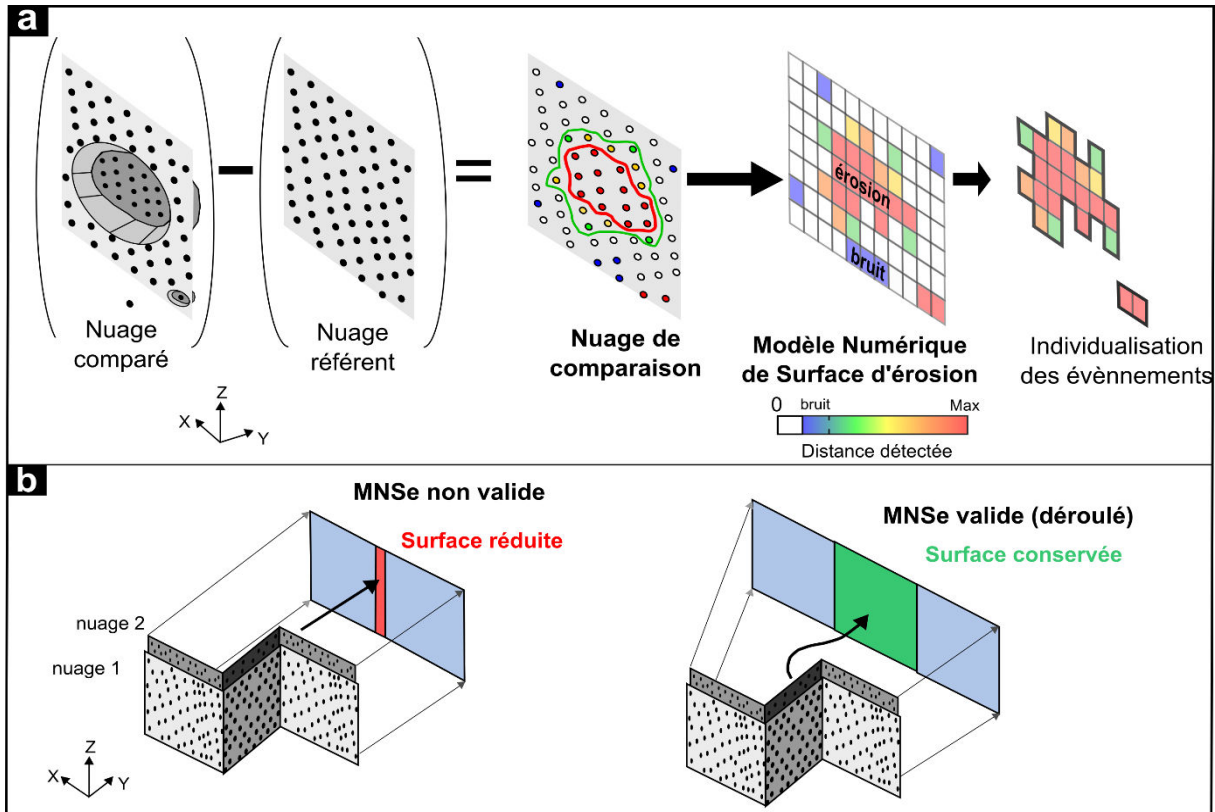 a
Nuage
comparé
Nuage
référent
Nuage de
comparaison
érosion
bruit
Modèle Numérique
de Surface d'érosion
0 bruit Max
Distance détectée
Individualisation
des évènnements
Z
X
Y
b
MNSe non valide
Surface réduite
nuage 2
nuage 1
Z
X
Y
MNSe valide (déroulé)
Surface conservée